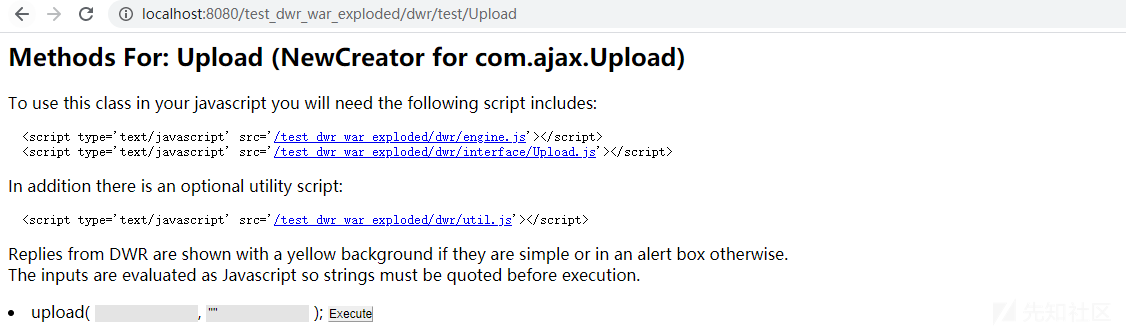 localhost:8080/test_dwr_war_exploded/dwr/test/Upload
Methods For: Upload (NewCreator for com.ajax.Upload)
To use this class in your javascript you will need the following script includes:
<script type='text/javascript' src='/test_dwr_war_exploded/dwr/engine.js'></script>
<script type='text/javascript' src='/test_dwr_war_exploded/dwr/interface/Upload.js'></script>
In addition there is an optional utility script:
<script type='text/javascript' src='/test_dwr_war_exploded/dwr/util.js'></script>
Replies from DWR are shown with a yellow background if they are simple or in an alert box otherwise.
The inputs are evaluated as Javascript so strings must be quoted before execution.
• upload( , "" ); Execute
先知社区